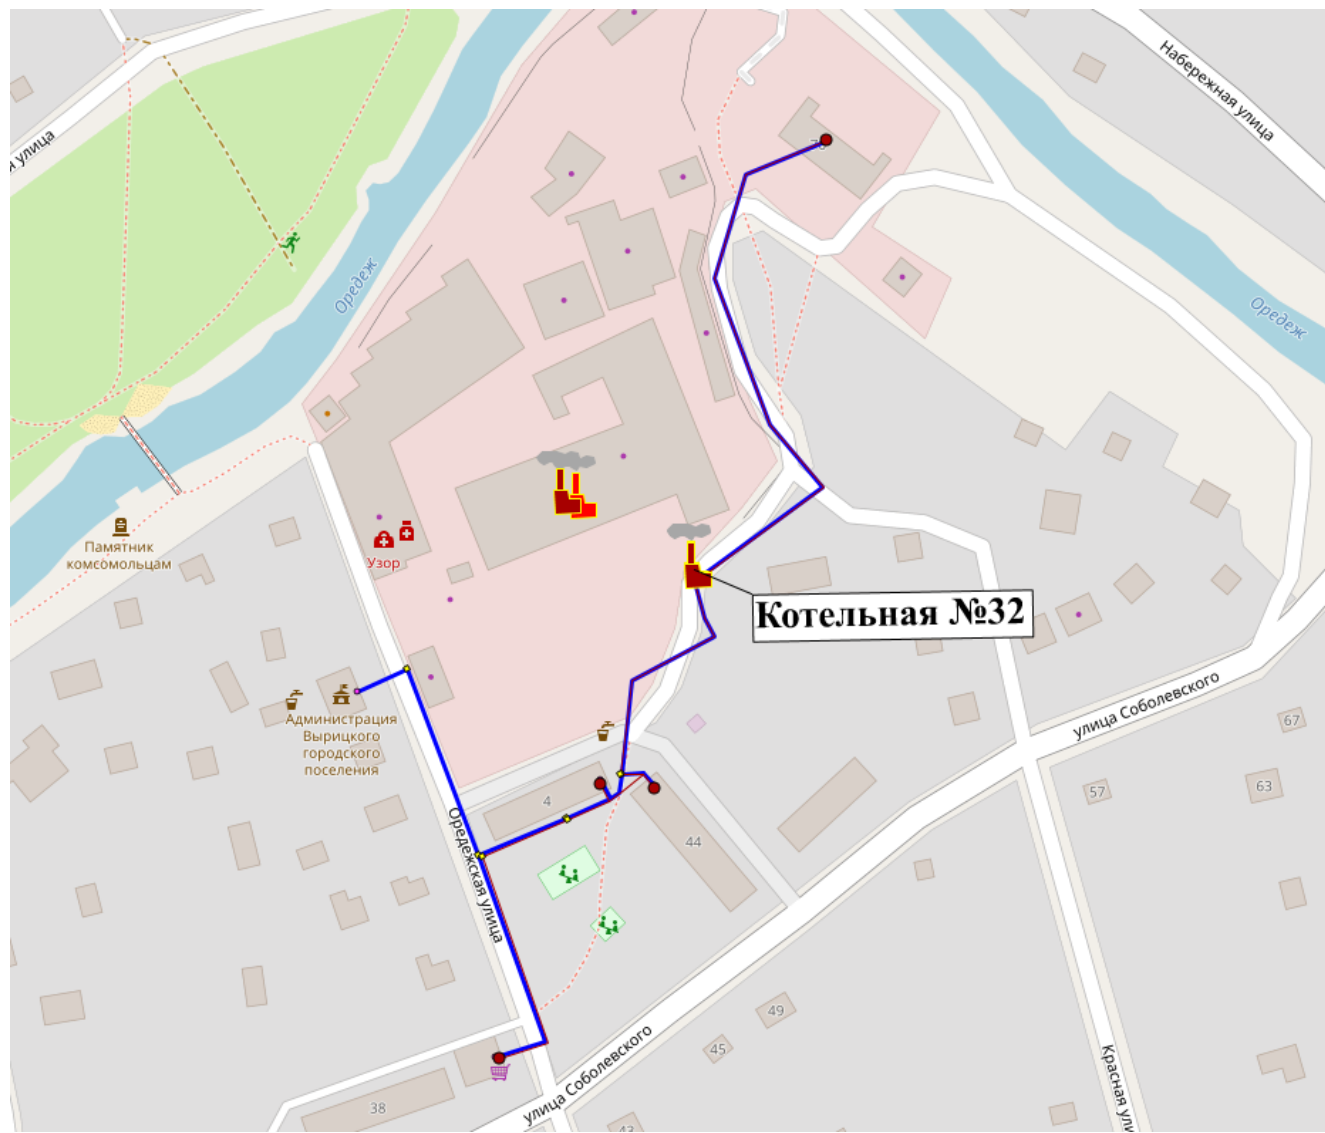 Набережная улица
я улица
Оредеж
Оредеж
Памятник
комсомольцам
Узор
Котельная №32
Администрация
Вырицкого
городского
поселения
улица Соболевского
67
63
57
4
44
Оредежская улица
49
45
улица Соболевского
Красная ули
38
43